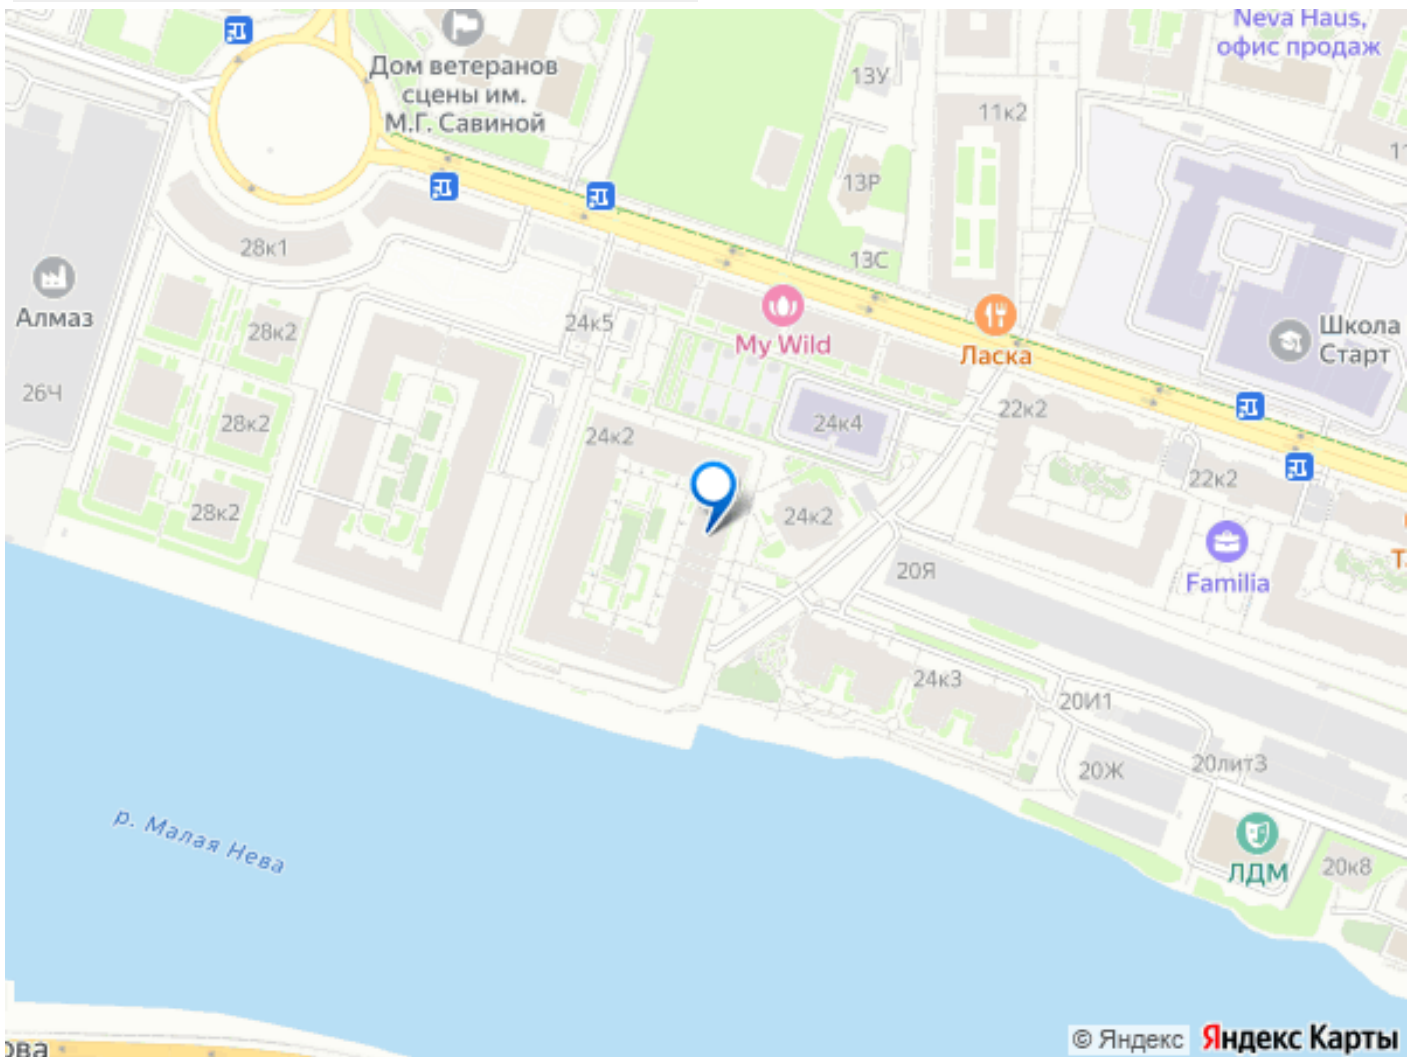 Neva Haus,
офис продаж
Дом ветеранов
сцены им.
М.Г. Савиной
13У
11к2
13Р
13С
28к1
Алмаз
28к2
24к5
My Wild
Ласка
Школа
Старт
26Ч
28к2
24к2
24к4
22к2
28к2
24к2
22к2
20Я
Familia
24к3
20И1
20Ж
20лит3
р. Малая Нева
ЛДМ
20к8
© Яндекс
Яндекс Карты